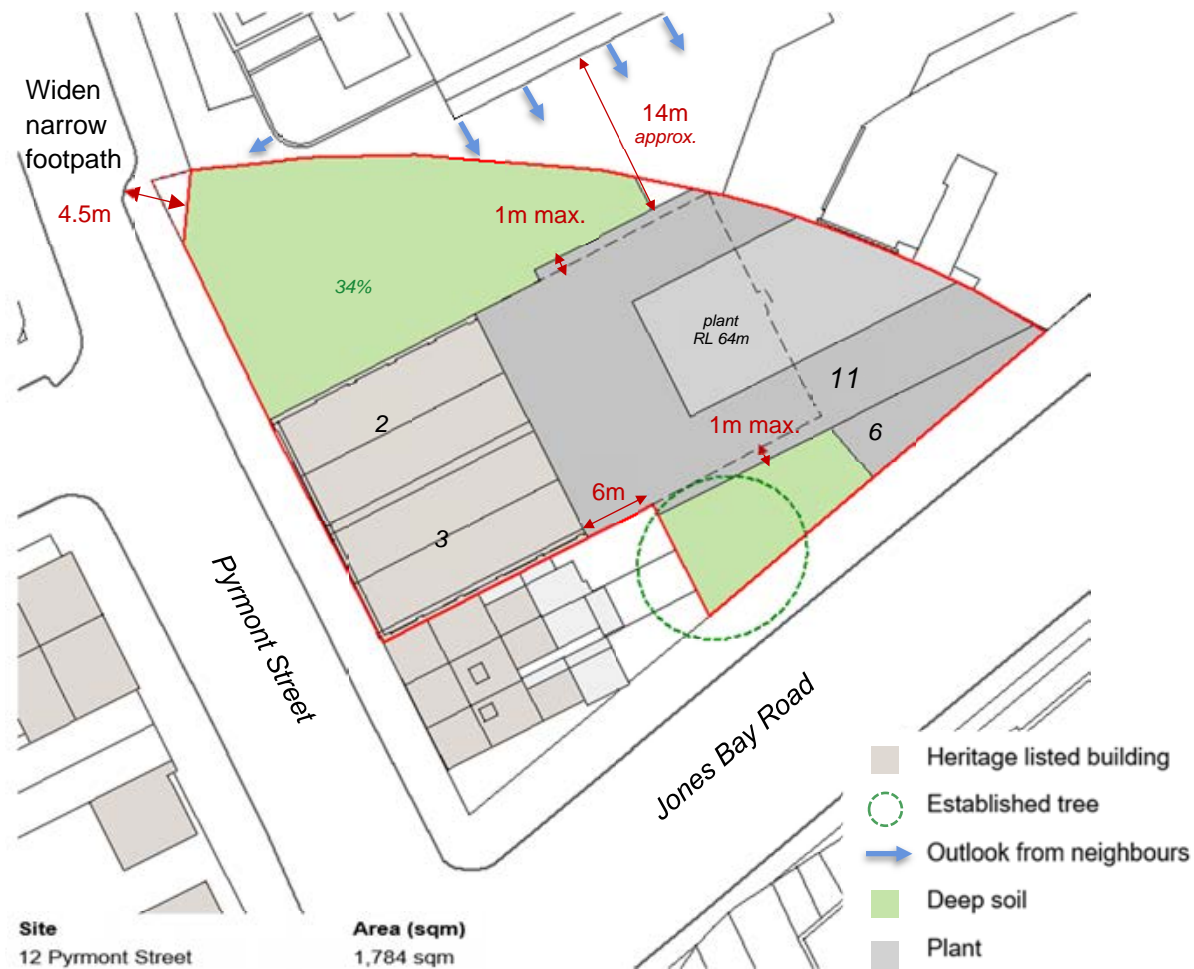 Widen
narrow
footpath
4.5m
14m
approx.
1m max.
34%
plant
RL 64m
2
11
1m max.
6
6m
3
Pyrmont Street
Jones Bay Road
Heritage listed building
Established tree
Outlook from neighbours
Deep soil
Plant
Site
Area (sqm)
12 Pyrmont Street
1,784 sqm